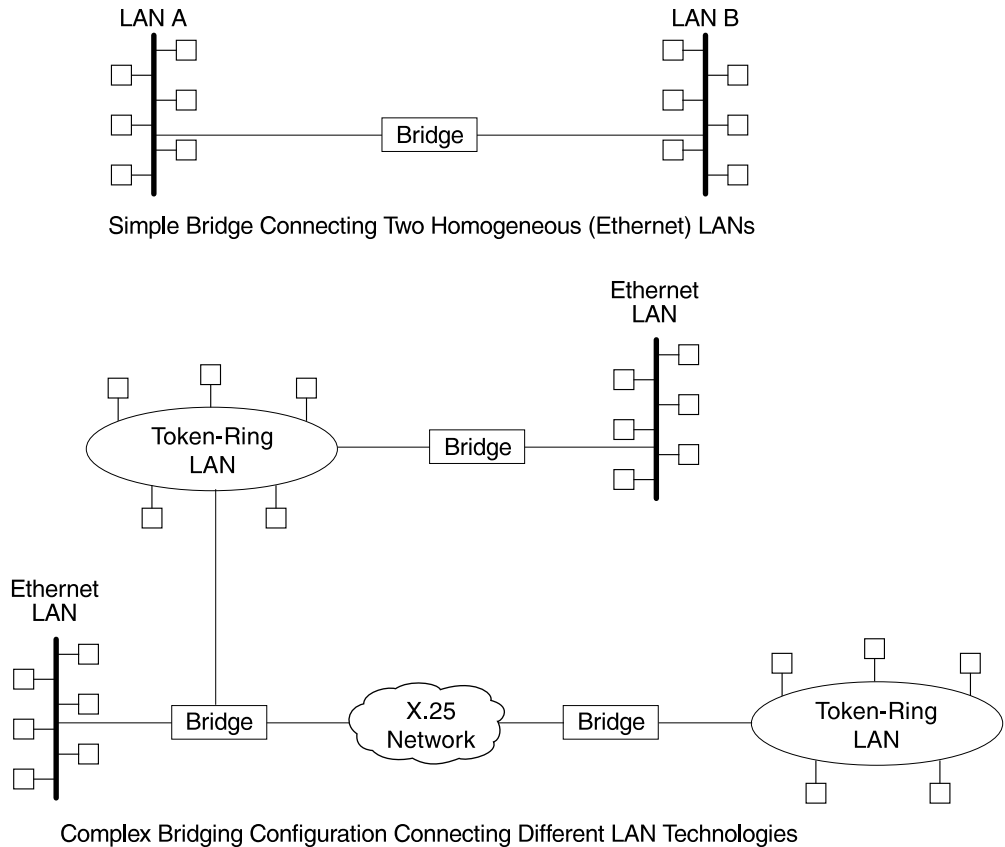 LAN A
LAN B
Bridge
Simple Bridge Connecting Two Homogeneous (Ethernet) LANs
Ethernet
LAN
Token-Ring
LAN
Bridge
Ethernet
LAN
Bridge
X.25
Network
Bridge
Token-Ring
LAN
Complex Bridging Configuration Connecting Different LAN Technologies